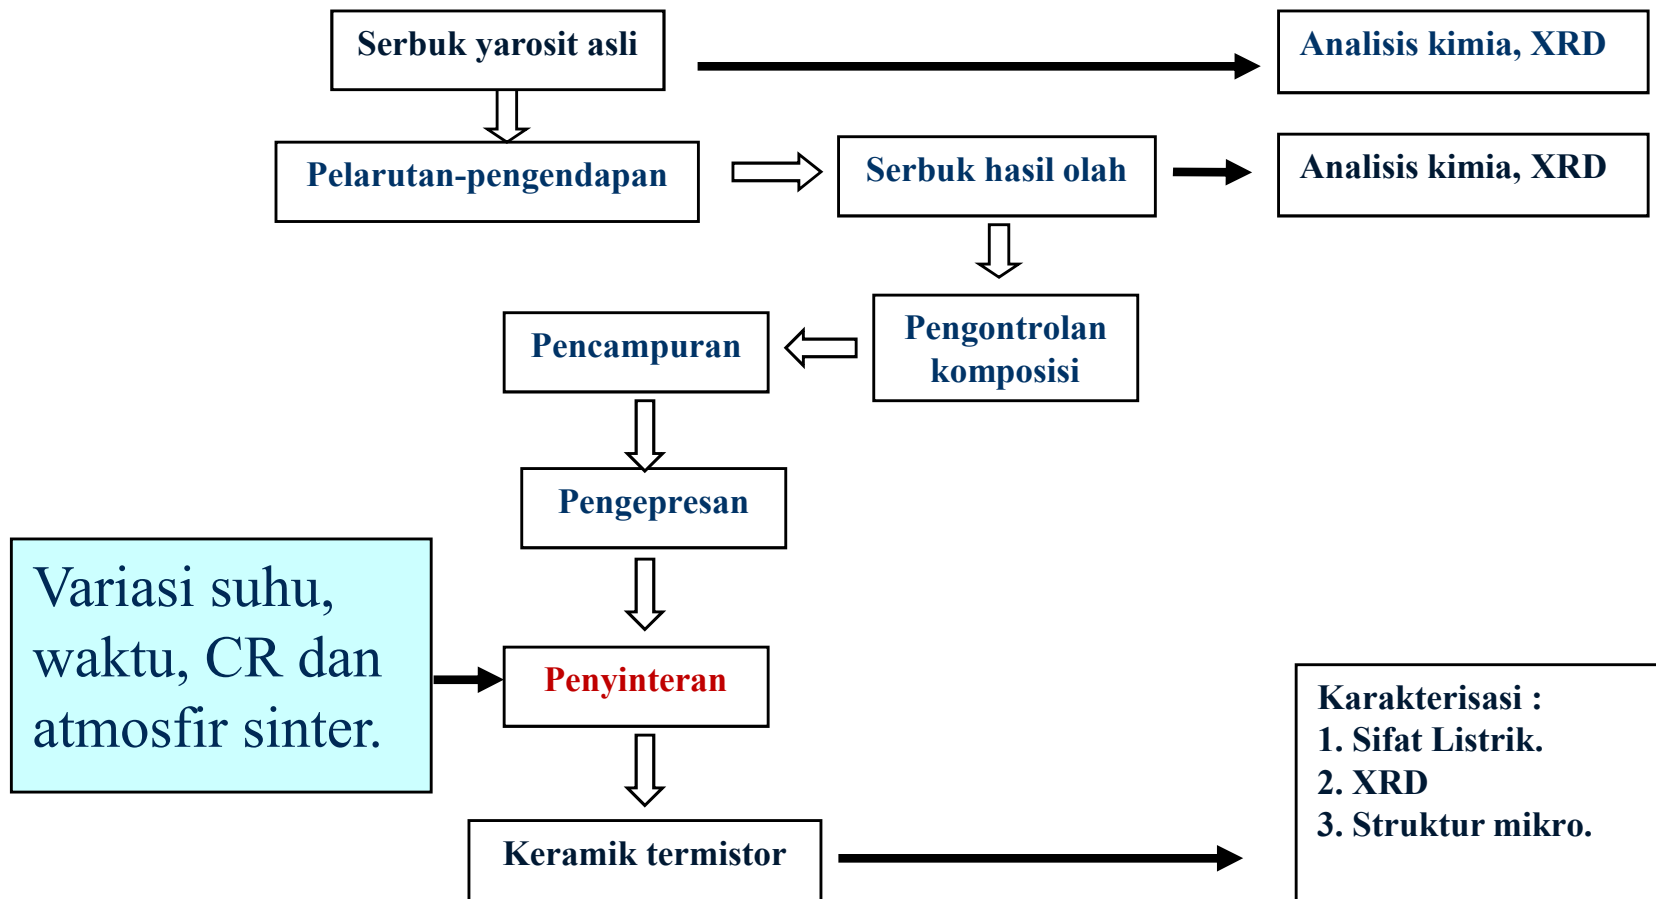 Serbuk yarosit asli
Analisis kimia, XRD
Pelarutan-pengendapan
Serbuk hasil olah
Analisis kimia, XRD
Pengontrolan
komposisi
Pencampuran
Pengepresan
Variasi suhu,
waktu, CR dan
atmosfir sinter.
Penyinteran
Keramik termistor
Karakterisasi :
1. Sifat Listrik.
2. XRD
3. Struktur mikro.